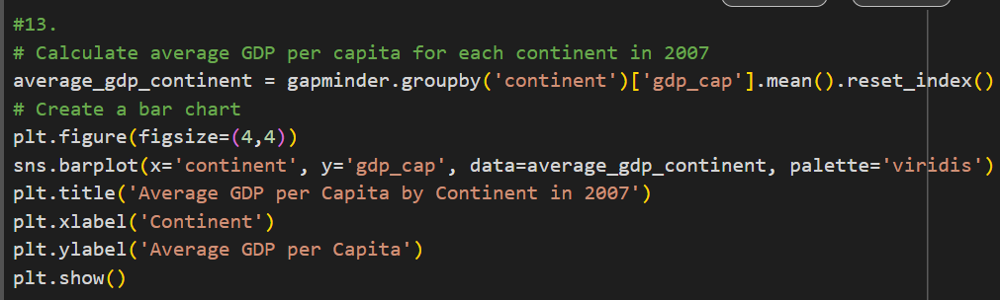 #13.
# Calculate average GDP per capita for each continent in 2007
average_gdp_continent = gapminder.groupby('continent')['gdp_cap'].mean().reset_index()
# Create a bar chart
plt.figure(figsize=(4,4))
sns.barplot(x='continent', y='gdp_cap', data=average_gdp_continent, palette='viridis')
plt.title('Average GDP per Capita by Continent in 2007')
plt.xlabel('Continent')
plt.ylabel('Average GDP per Capita')
plt.show()